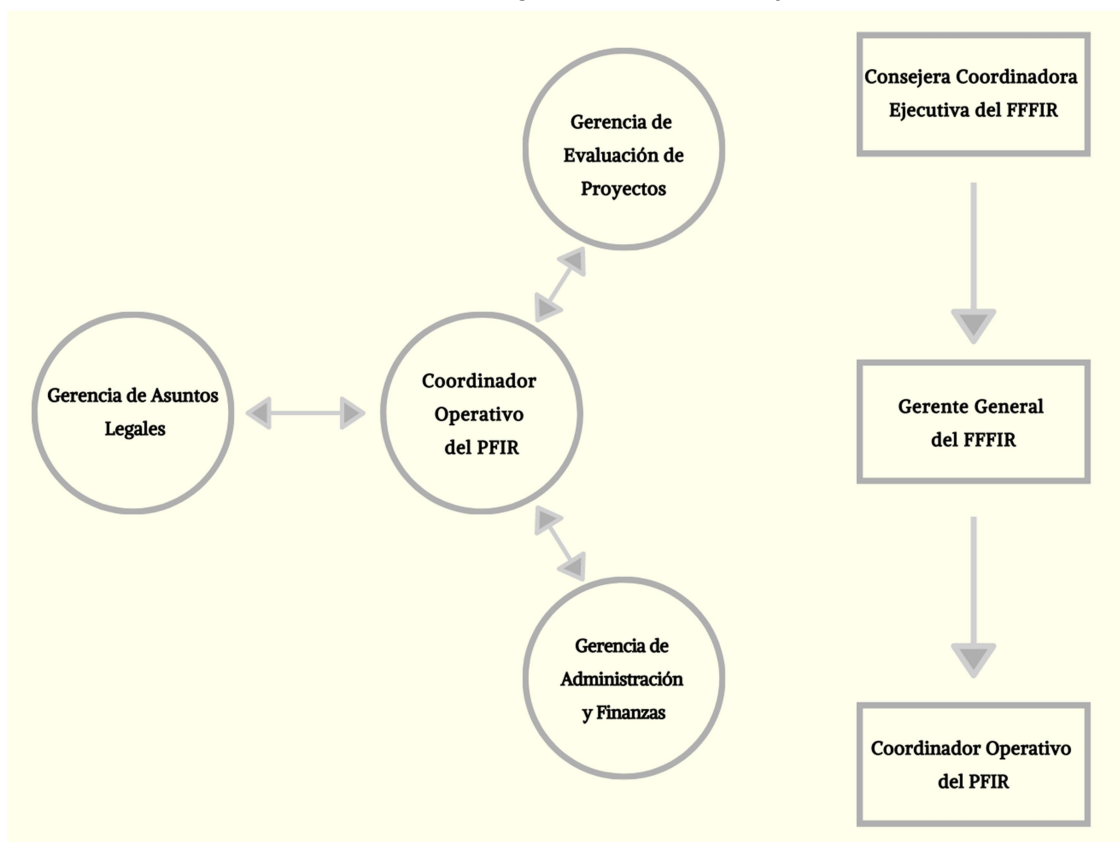 Gerencia de
Evaluación de
Proyectos
Consejera Coordinadora
Ejecutiva del FFFIR
Gerencia de Asuntos
Legales
Coordinador
Operativo
del PFIR
Gerente General
del FFFIR
Gerencia de
Administración
y Finanzas
Coordinador Operativo
del PFIR